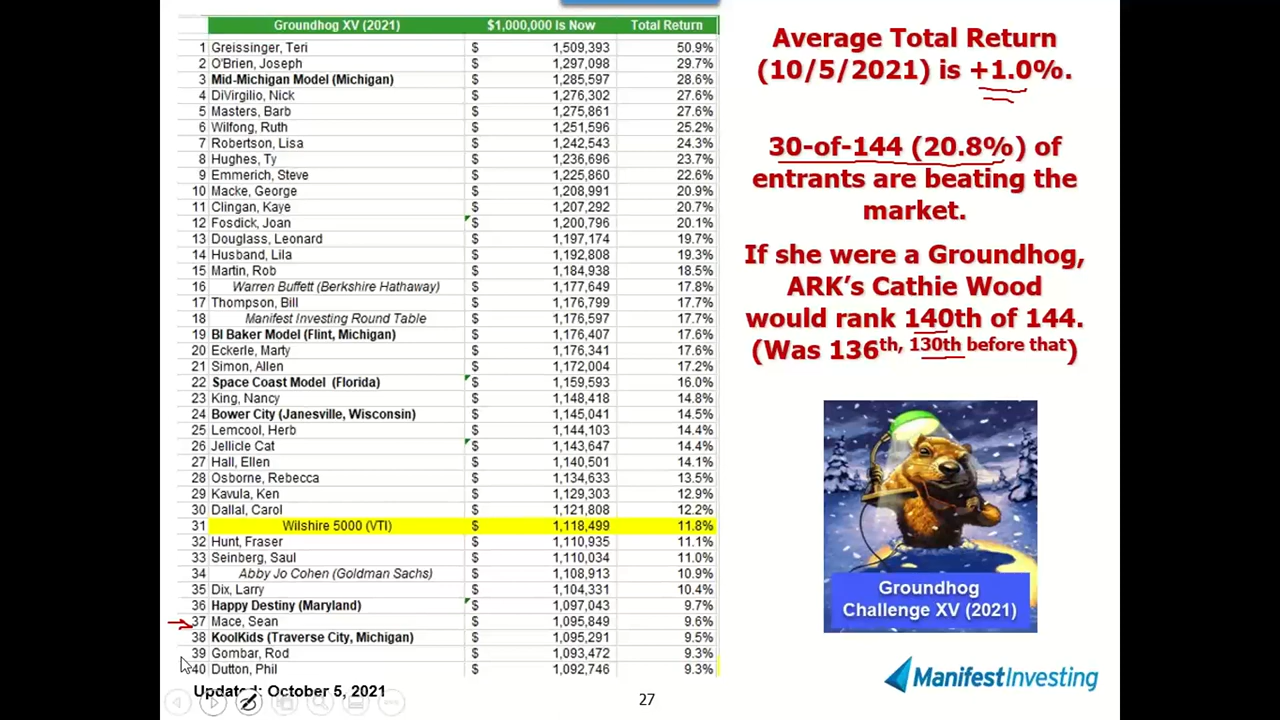 Groundhog XV (2021) $1,000,000 Is Now Total Return
1 Greissinger, Teri $ 1,509,393 50.9%
2 O'Brien, Joseph $ 1,297,098 29.7%
3 Mid-Michigan Model (Michigan) $ 1,285,597 28.6%
4 DiVirgilio, Nick $ 1,276,302 27.6%
5 Masters, Barb $ 1,275,861 27.6%
6 Wilfong, Ruth $ 1,251,596 25.2%
7 Robertson, Lisa $ 1,242,543 24.3%
8 Hughes, Ty $ 1,236,696 23.7%
9 Emmerich, Steve $ 1,225,860 22.6%
10 Macke, George $ 1,208,991 20.9%
11 Clingan, Kaye $ 1,207,292 20.7%
12 Fosdick, Joan $ 1,200,796 20.1%
13 Douglass, Leonard $ 1,197,174 19.7%
14 Husband, Lila $ 1,192,808 19.3%
15 Martin, Rob $ 1,184,938 18.5%
16 Warren Buffett (Berkshire Hathaway) $ 1,177,649 17.8%
17 Thompson, Bill $ 1,176,799 17.7%
18 Manifest Investing Round Table $ 1,176,597 17.7%
19 BI Baker Model (Flint, Michigan) $ 1,176,407 17.6%
20 Eckerle, Marty $ 1,176,341 17.6%
21 Simon, Allen $ 1,172,004 17.2%
22 Space Coast Model (Florida) $ 1,159,593 16.0%
23 King, Nancy $ 1,148,418 14.8%
24 Bower City (Janesville, Wisconsin) $ 1,145,041 14.5%
25 Lemcool, Herb $ 1,144,103 14.4%
26 Jellicle Cat $ 1,143,647 14.4%
27 Hall, Ellen $ 1,140,501 14.1%
28 Osborne, Rebecca $ 1,134,633 13.5%
29 Kavula, Ken $ 1,129,303 12.9%
30 Dallal, Carol $ 1,121,808 12.2%
31 Wilshire 5000 (VTI) $ 1,118,499 11.8%
32 Hunt, Fraser $ 1,110,935 11.1%
33 Seinberg, Saul $ 1,110,034 11.0%
34 Abby Jo Cohen (Goldman Sachs) $ 1,108,913 10.9%
35 Dix, Larry $ 1,104,331 10.4%
36 Happy Destiny (Maryland) $ 1,097,043 9.7%
37 Mace, Sean $ 1,095,849 9.6%
38 KoolKids (Traverse City, Michigan) $ 1,095,291 9.5%
39 Gombar, Rod $ 1,093,472 9.3%
40 Dutton, Phil $ 1,092,746 9.3%
Updated: October 5, 2021
Average Total Return
(10/5/2021) is +1.0%.
30-of-144 (20.8%) of
entrants are beating the
market.
If she were a Groundhog,
ARK's Cathie Wood
would rank 140th of 144.
(Was 136th, 130th before that)
Groundhog
Challenge XV (2021)
ManifestInvesting
27